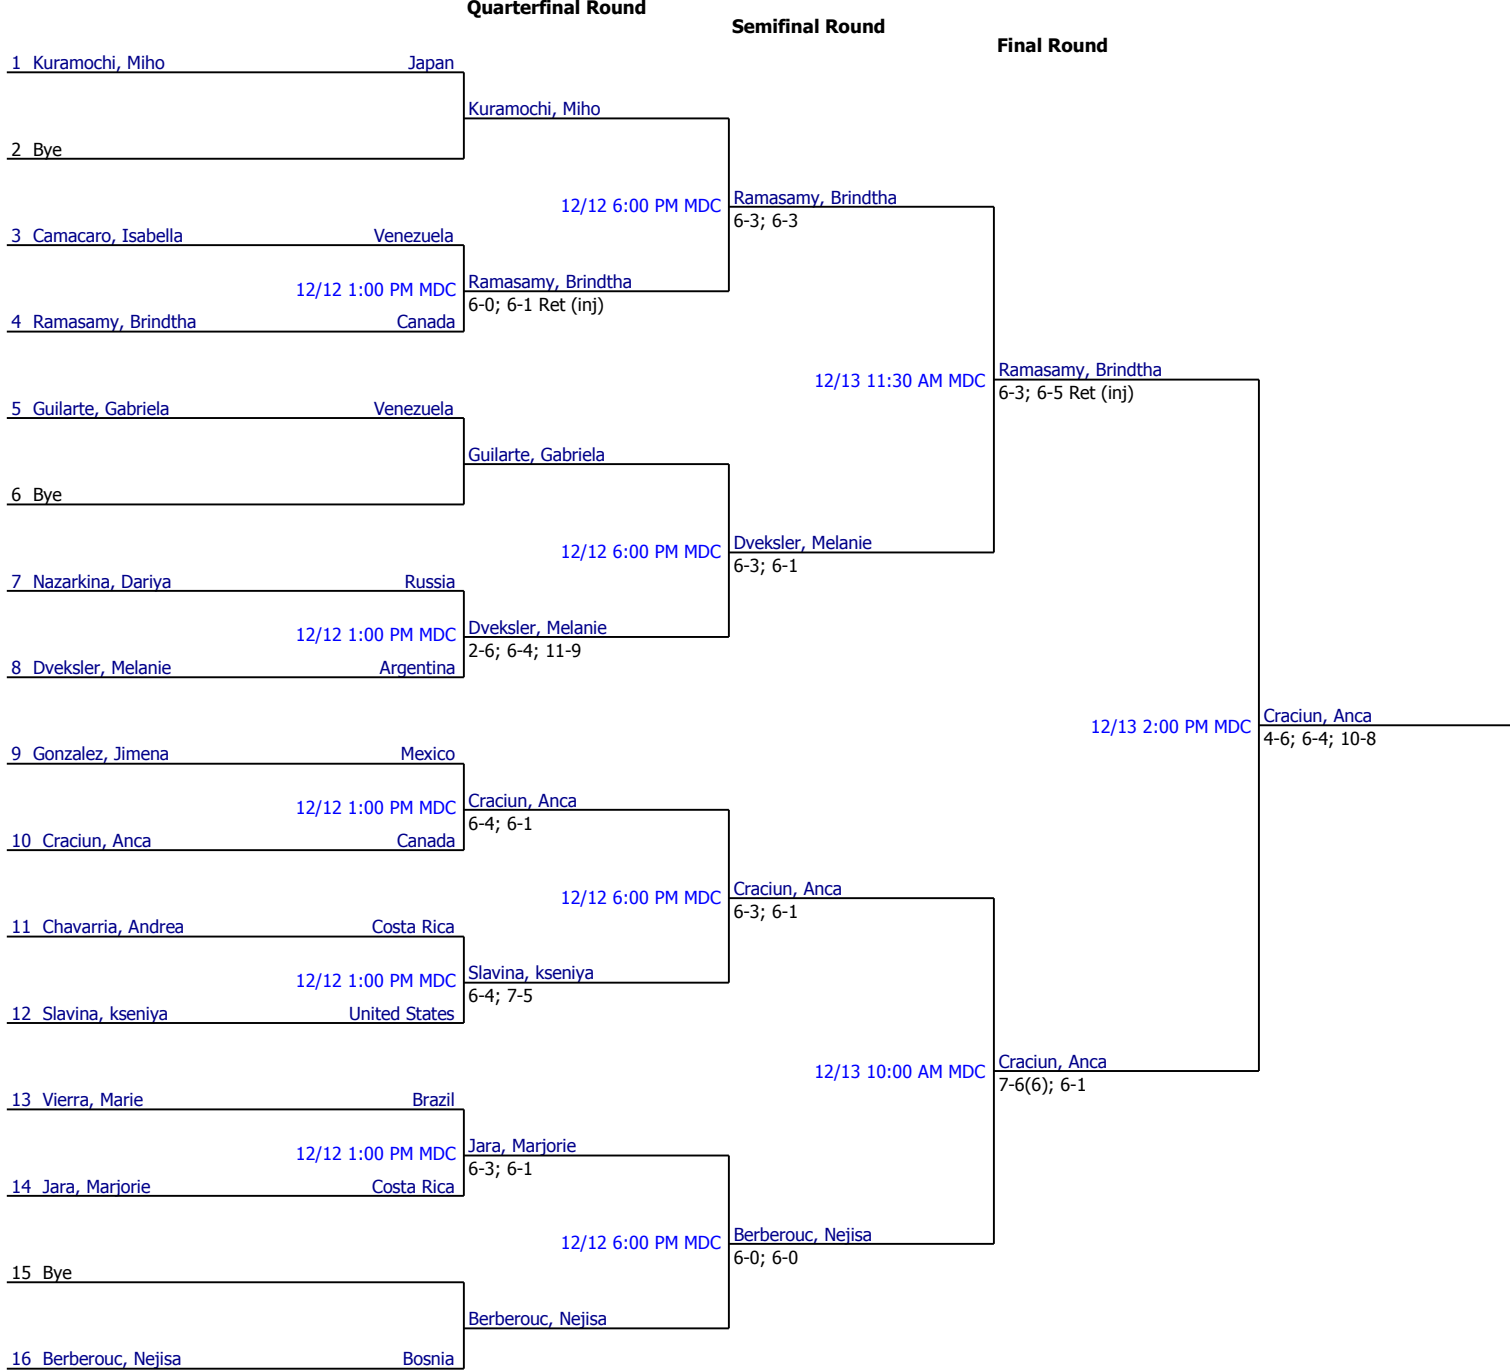 Quarterfinal Round
Semifinal Round
Final Round
1 Kuramochi, Miho Japan
Kuramochi, Miho
2 Bye
12/12 6:00 PM MDC Ramasamy, Brindtha
6-3; 6-3
3 Camacaro, Isabella Venezuela
12/12 1:00 PM MDC Ramasamy, Brindtha
6-0; 6-1 Ret (inj)
4 Ramasamy, Brindtha Canada
12/13 11:30 AM MDC Ramasamy, Brindtha
6-3; 6-5 Ret (inj)
5 Guilarte, Gabriela Venezuela
Guilarte, Gabriela
6 Bye
12/12 6:00 PM MDC Dveksler, Melanie
6-3; 6-1
7 Nazarkina, Dariya Russia
12/12 1:00 PM MDC Dveksler, Melanie
2-6; 6-4; 11-9
8 Dveksler, Melanie Argentina
12/13 2:00 PM MDC Craciun, Anca
4-6; 6-4; 10-8
9 Gonzalez, Jimena Mexico
12/12 1:00 PM MDC Craciun, Anca
6-4; 6-1
10 Craciun, Anca Canada
12/12 6:00 PM MDC Craciun, Anca
6-3; 6-1
11 Chavarria, Andrea Costa Rica
12/12 1:00 PM MDC Slavina, kseniya
6-4; 7-5
12 Slavina, kseniya United States
12/13 10:00 AM MDC Craciun, Anca
7-6(6); 6-1
13 Vierra, Marie Brazil
12/12 1:00 PM MDC Jara, Marjorie
6-3; 6-1
14 Jara, Marjorie Costa Rica
12/12 6:00 PM MDC Berberouc, Nejisa
6-0; 6-0
15 Bye
Berberouc, Nejisa
16 Berberouc, Nejisa Bosnia